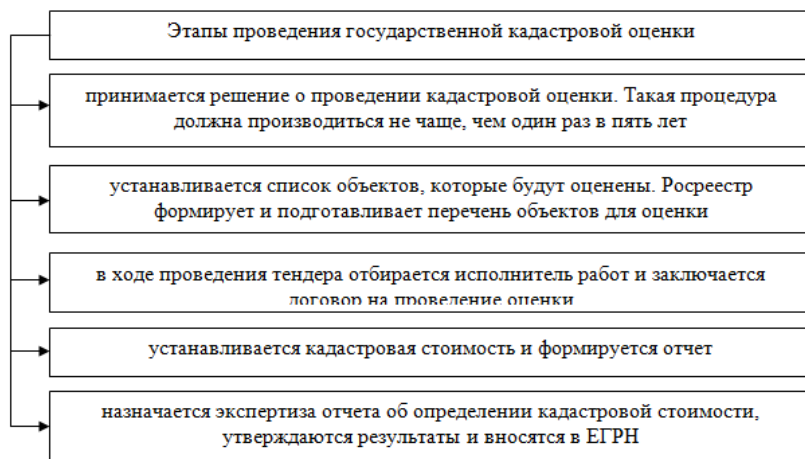 Этапы проведения государственной кадастровой оценки
принимается решение о проведении кадастровой оценки. Такая процедура
должна производиться не чаще, чем один раз в пять лет
устанавливается список объектов, которые будут оценены. Росреестр
формирует и подготавливает перечень объектов для оценки
в ходе проведения тендера отбирается исполнитель работ и заключается
договор на проведение оценки
устанавливается кадастровая стоимость и формируется отчет
назначается экспертиза отчета об определении кадастровой стоимости,
утверждаются результаты и вносятся в ЕГРН